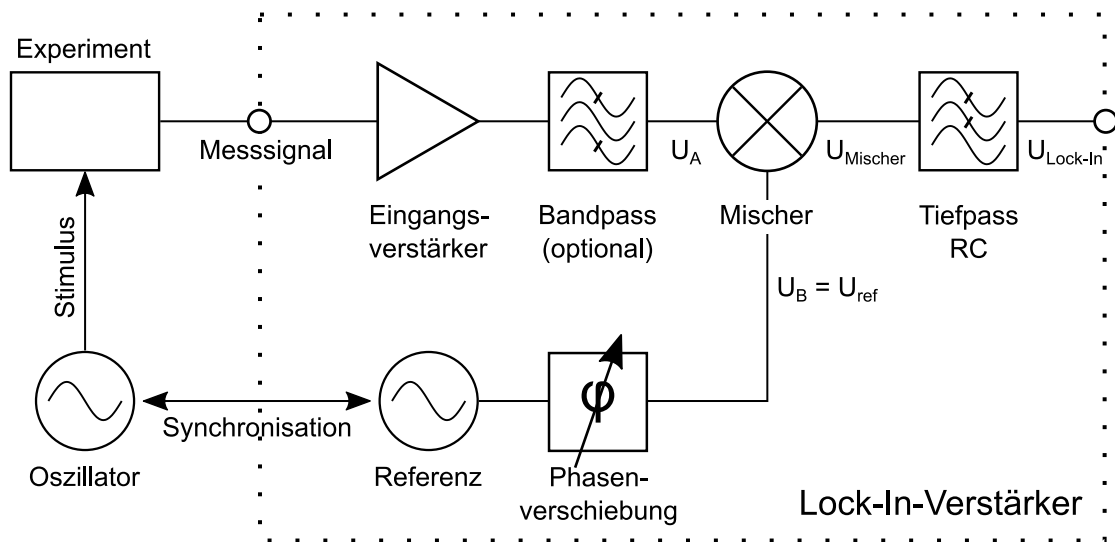 Experiment
Messsignal
Eingangs-
verstärker
Bandpass
(optional)
U_A
Mischer
U_Mischer
Tiefpass
RC
U_Lock-In
Stimulus
U_B = U_ref
Oszillator
Synchronisation
Referenz
φ
Phasen-
verschiebung
Lock-In-Verstärker